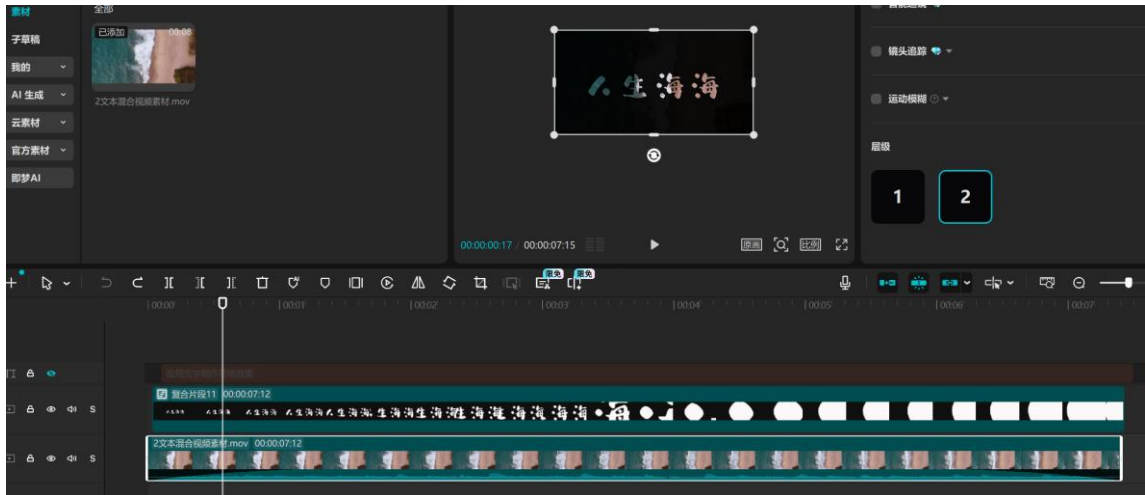 素材
全部
子草稿
我的
AI 生成
云素材
官方素材
即梦AI
已添加 00:08
2文本混合视频素材.mov
人生海海
00:00:00:17 / 00:00:07:15
原画
比例
镜头追踪
运动模糊
层级
1
2
限免
限免
00:00
00:01
00:02
00:03
00:04
00:05
00:06
00:07
复合片段11 00:00:07:12
S
2文本混合视频素材.mov 00:00:07:12
S